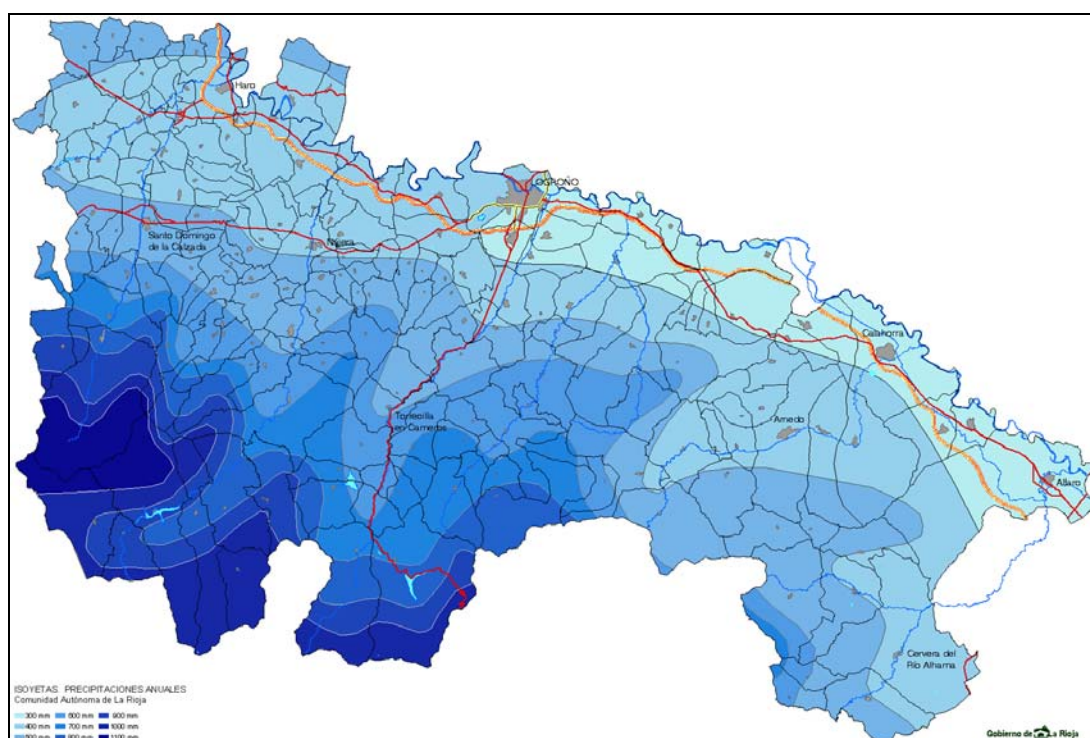 Haro
LOGROÑO
Santo Domingo
de la Calzada
Nájera
Calahorra
Torrecilla
en Cameros
Arnedo
Alfaro
Cervera del
Río Alhama
ISOYETAS. PRECIPITACIONES ANUALES
Comunidad Autónoma de La Rioja
300 mm 600 mm 900 mm
400 mm 700 mm 1000 mm
500 mm 800 mm 1100 mm
Gobierno de La Rioja